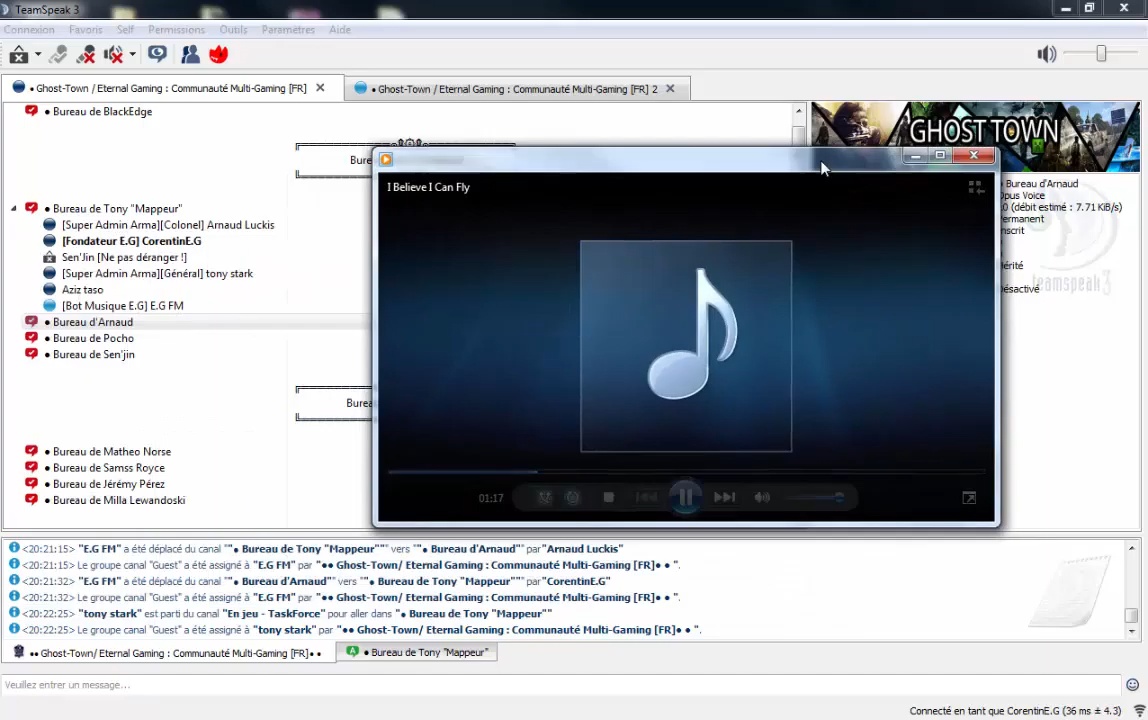 TeamSpeak 3
Connexion Favoris Self Permissions Outils Paramètres Aide
• Ghost-Town / Eternal Gaming : Communauté Multi-Gaming [FR]
• Ghost-Town / Eternal Gaming : Communauté Multi-Gaming [FR] 2
• Bureau de BlackEdge
Bure
• Bureau de Tony "Mappeur"
[Super Admin Arma][Colonel] Arnaud Luckis
[Fondateur E.G] CorentinE.G
Sen'Jin [Ne pas déranger !]
[Super Admin Arma][Général] tony stark
Aziz taso
[Bot Musique E.G] E.G FM
• Bureau d'Arnaud
• Bureau de Pocho
• Bureau de Sen'jin
Burea
• Bureau de Matheo Norse
• Bureau de Samss Royce
• Bureau de Jérémy Pérez
• Bureau de Milla Lewandoski
I Believe I Can Fly
01:17
GHOST TOWN
• Bureau d'Arnaud
Opus Voice
0 (débit estimé : 7.71 KiB/s)
Permanent
nscrit
érité
Désactivé
teamspeak3
<20:21:15> "E.G FM" a été déplacé du canal "• Bureau de Tony "Mappeur"" vers "• Bureau d'Arnaud" par"Arnaud Luckis"
<20:21:15> Le groupe canal "Guest" a été assigné à "E.G FM" par "•• Ghost-Town/ Eternal Gaming : Communauté Multi-Gaming [FR]• • ".
<20:21:32> "E.G FM" a été déplacé du canal "• Bureau d'Arnaud" vers "• Bureau de Tony "Mappeur"" par"CorentinE.G"
<20:21:32> Le groupe canal "Guest" a été assigné à "E.G FM" par "•• Ghost-Town/ Eternal Gaming : Communauté Multi-Gaming [FR]• • ".
<20:22:25> "tony stark" est parti du canal "En jeu - TaskForce" pour aller dans "• Bureau de Tony "Mappeur""
<20:22:25> Le groupe canal "Guest" a été assigné à "tony stark" par "•• Ghost-Town/ Eternal Gaming : Communauté Multi-Gaming [FR]• • ".
•• Ghost-Town/ Eternal Gaming : Communauté Multi-Gaming [FR]• •
• Bureau de Tony "Mappeur"
Veuillez entrer un message...
Connecté en tant que CorentinE.G (36 ms ± 4.3)